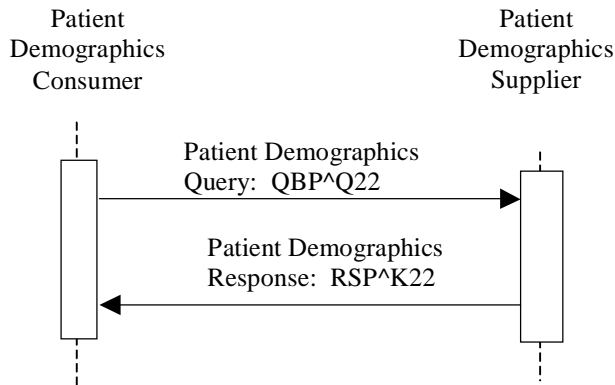 Patient
Demographics
Consumer
Patient
Demographics
Supplier
Patient Demographics
Query:  QBP^Q22
Patient Demographics
Response:  RSP^K22